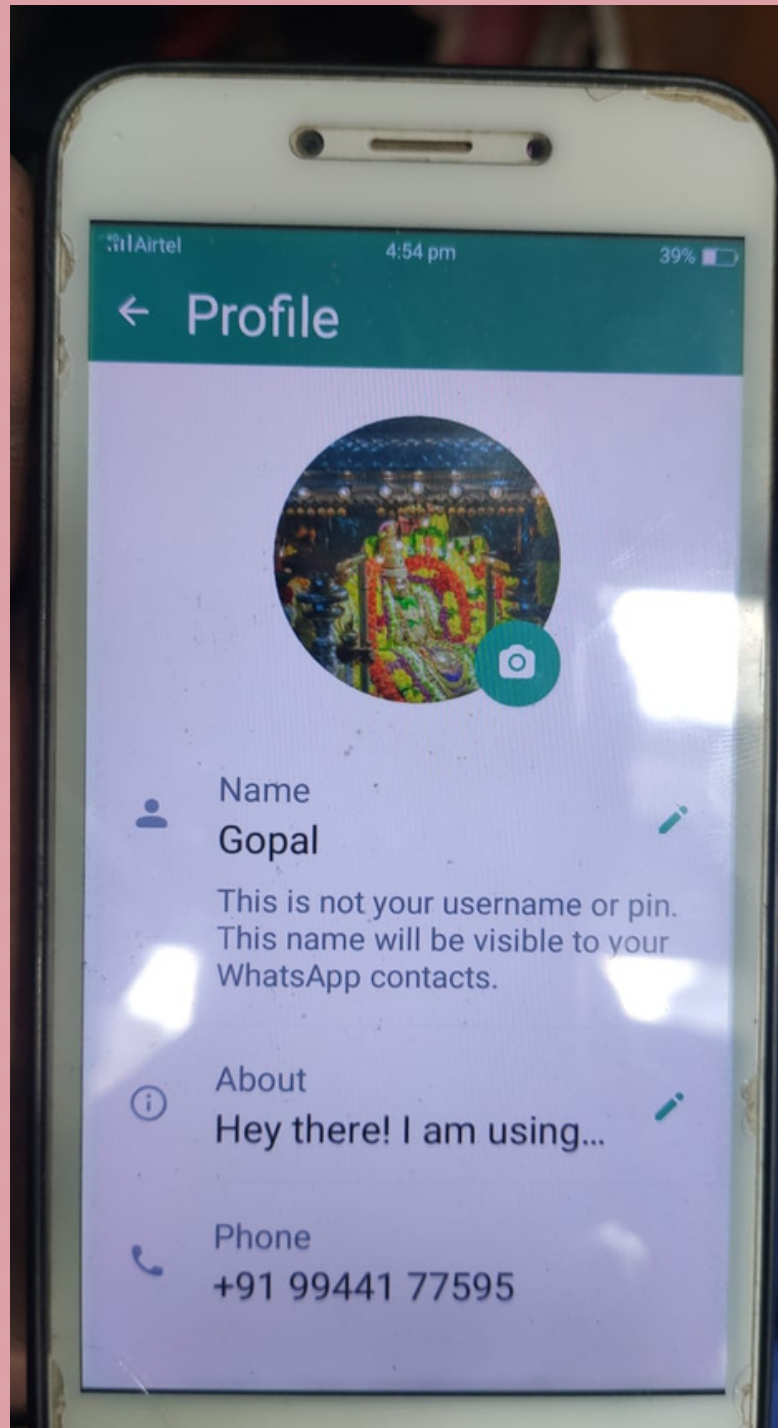 Airtel 4:54 pm 39%
Profile
Name
Gopal
This is not your username or pin.
This name will be visible to your
WhatsApp contacts.
About
Hey there! I am using...
Phone
+91 99441 77595